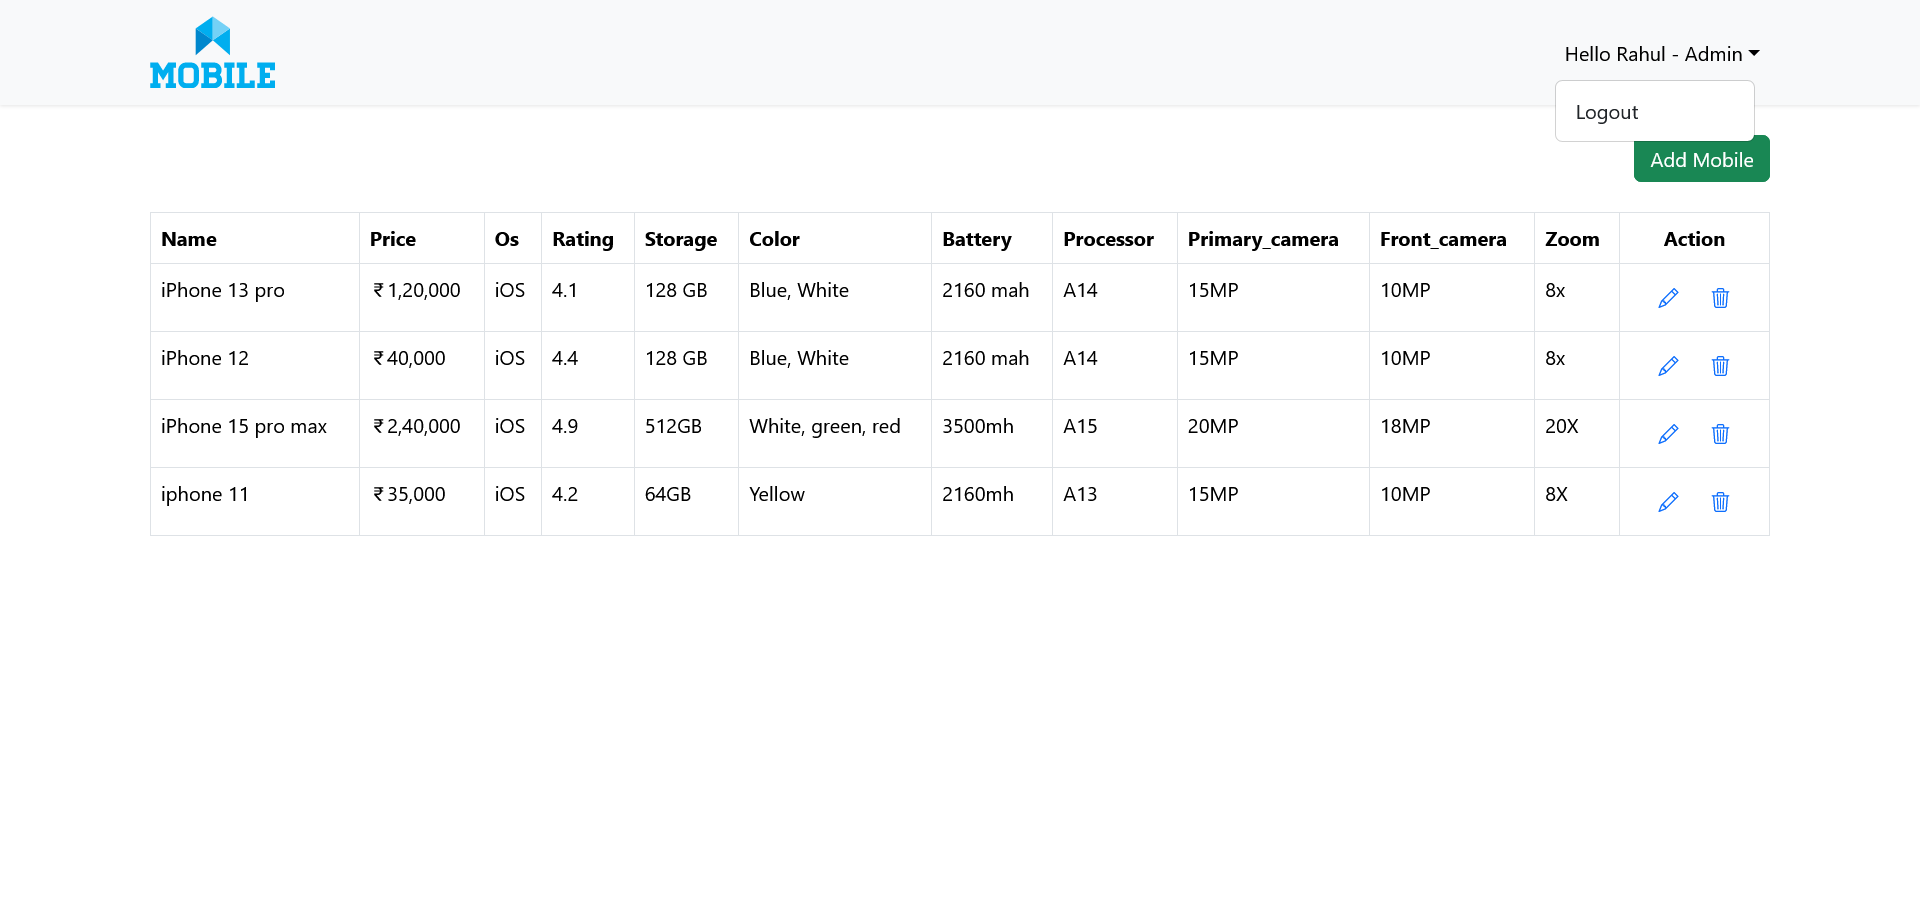 MOBILE
Hello Rahul - Admin
Logout
Add Mobile
Name Price Os Rating Storage Color Battery Processor Primary_camera Front_camera Zoom Action
iPhone 13 pro ₹ 1,20,000 iOS 4.1 128 GB Blue, White 2160 mah A14 15MP 10MP 8x
iPhone 12 ₹ 40,000 iOS 4.4 128 GB Blue, White 2160 mah A14 15MP 10MP 8x
iPhone 15 pro max ₹ 2,40,000 iOS 4.9 512GB White, green, red 3500mh A15 20MP 18MP 20X
iphone 11 ₹ 35,000 iOS 4.2 64GB Yellow 2160mh A13 15MP 10MP 8X